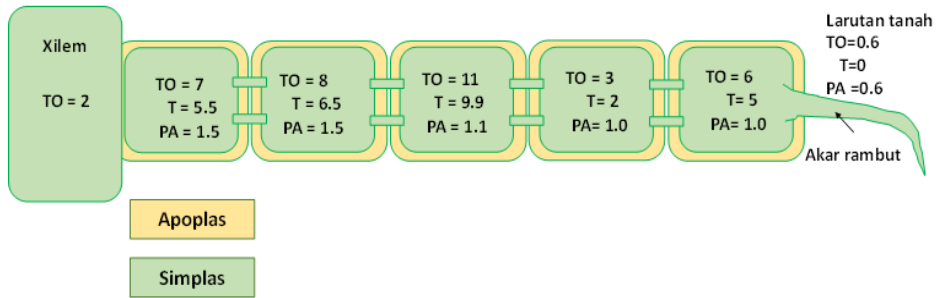 Xilem
TO = 2
TO = 7
T = 5.5
PA = 1.5
TO = 8
T = 6.5
PA = 1.5
TO = 11
T = 9.9
PA = 1.1
TO = 3
T= 2
PA= 1.0
TO = 6
T= 5
PA= 1.0
Larutan tanah
TO=0.6
T=0
PA =0.6
Akar rambut
Apoplas
Simplas